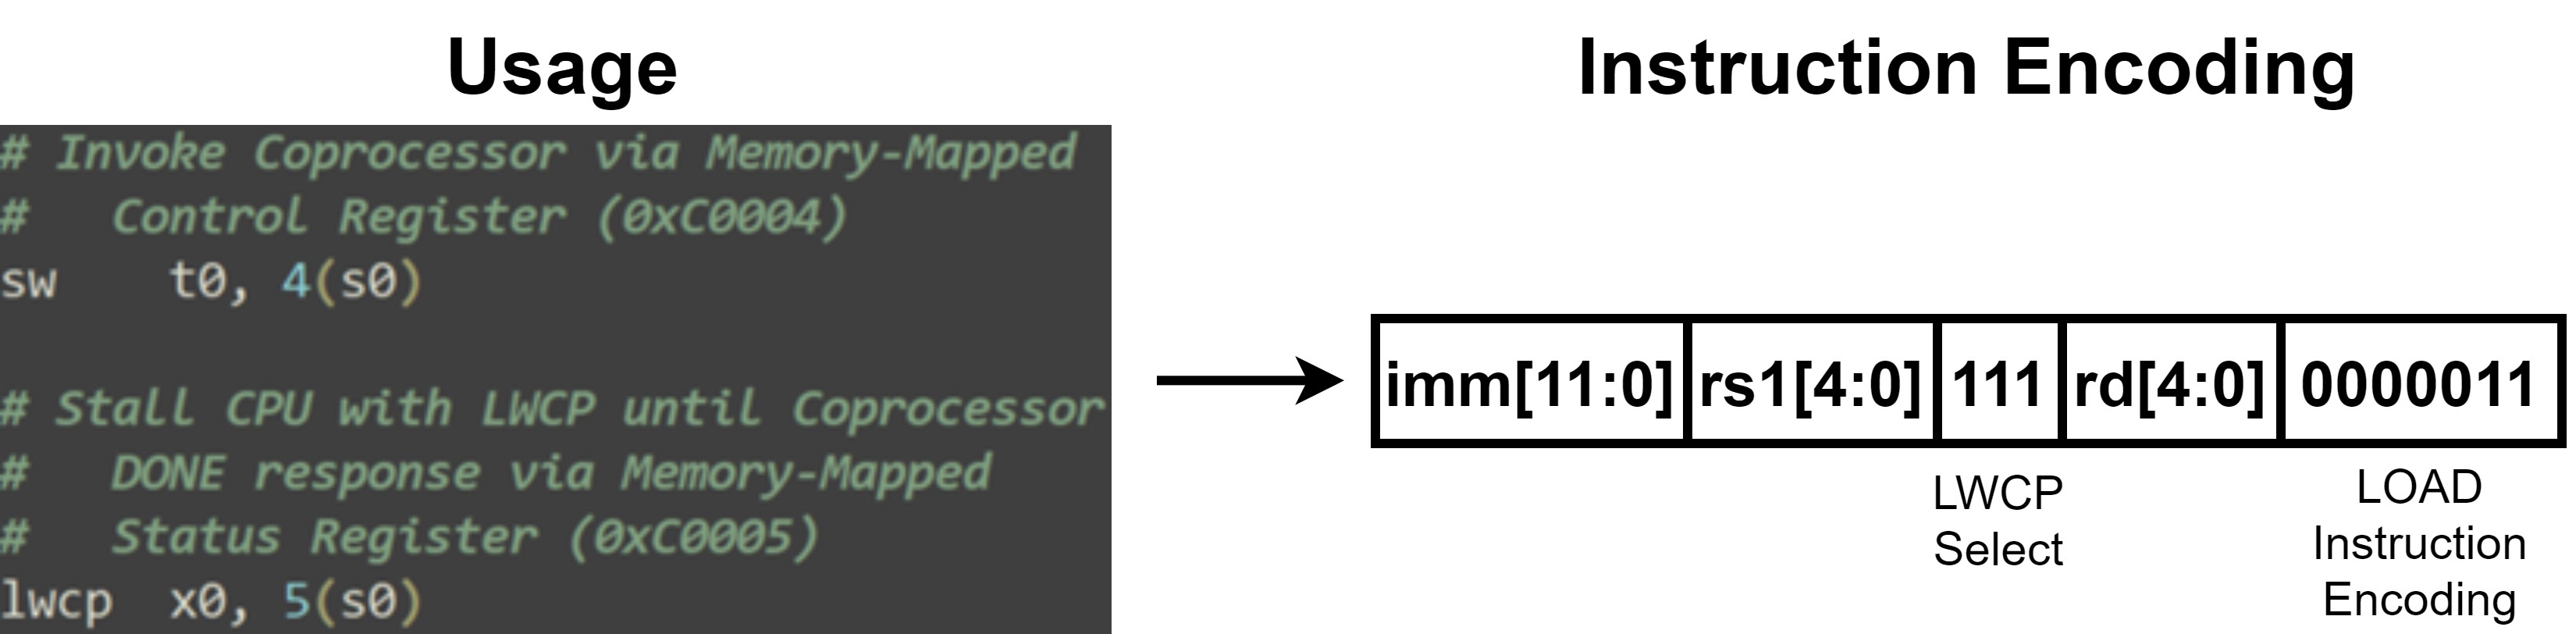 Usage
# Invoke Coprocessor via Memory-Mapped
#   Control Register (0xC0004)
sw    t0, 4(s0)
# Stall CPU with LWCP until Coprocessor
#   DONE response via Memory-Mapped
#   Status Register (0xC0005)
lwcp  x0, 5(s0)
Instruction Encoding
imm[11:0] rs1[4:0] 111 rd[4:0] 0000011
LWCP
Select
LOAD
Instruction
Encoding